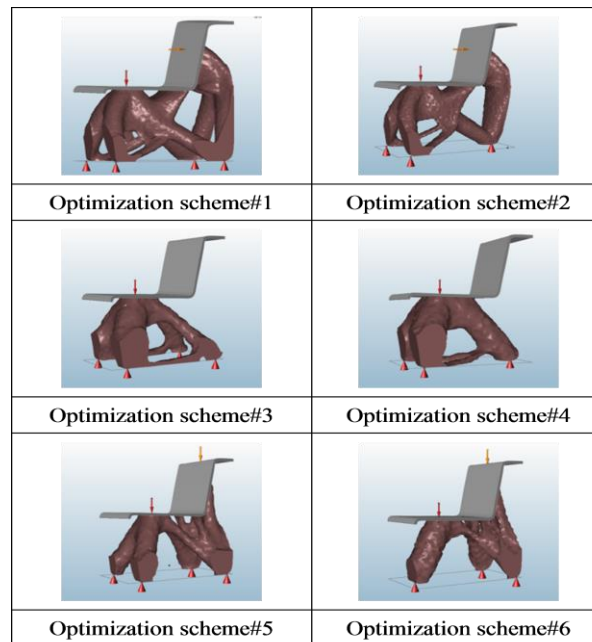 Optimization scheme#1
Optimization scheme#2
Optimization scheme#3
Optimization scheme#4
Optimization scheme#5
Optimization scheme#6